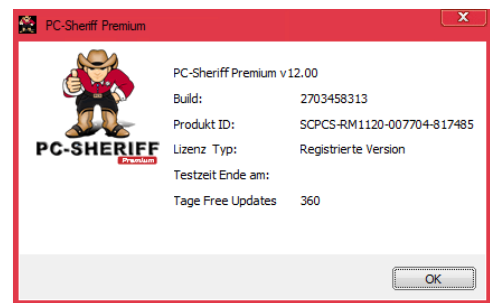 PC-Sheriff Premium
PC-Sheriff Premium v12.00
Build: 2703458313
Produkt ID: SCPCS-RM1120-007704-817485
PC-SHERIFF
Premium
Lizenz Typ: Registrierte Version
Testzeit Ende am:
Tage Free Updates 360
OK